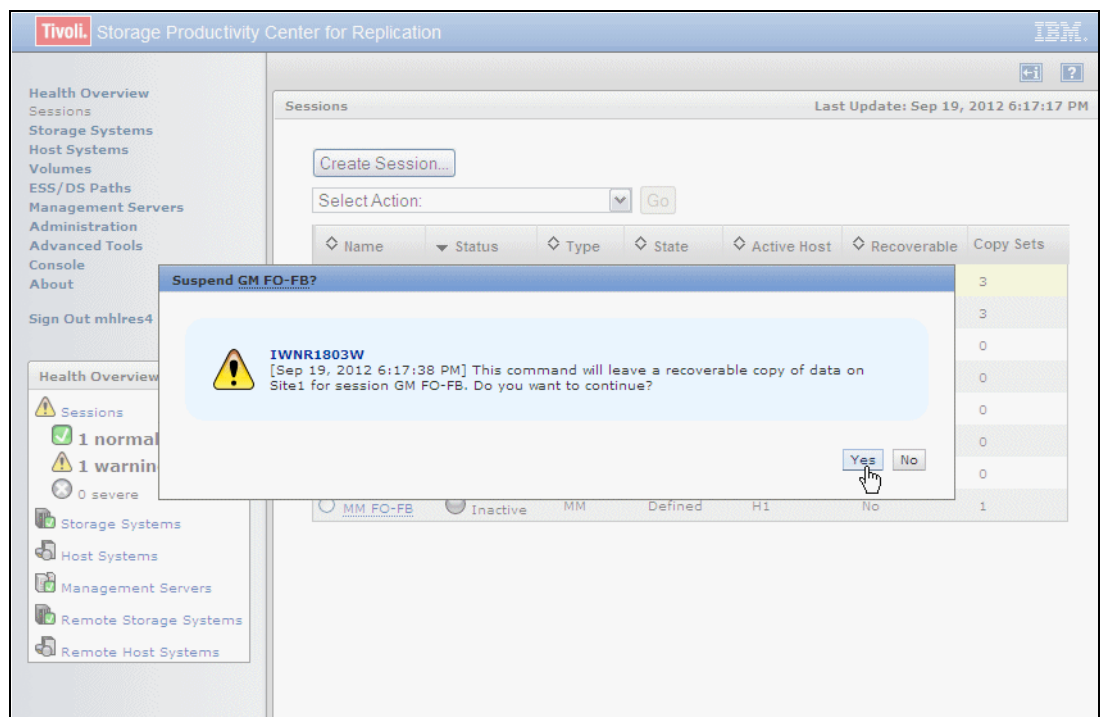 Tivoli. Storage Productivity Center for Replication
IBM.
Health Overview
Sessions
Storage Systems
Host Systems
Volumes
ESS/DS Paths
Management Servers
Administration
Advanced Tools
Console
About
Sign Out mhlres4
Health Overview
Sessions
1 normal
1 warnin
0 severe
Storage Systems
Host Systems
Management Servers
Remote Storage Systems
Remote Host Systems
?
Sessions Last Update: Sep 19, 2012 6:17:17 PM
Create Session...
Select Action: Go
Name Status Type State Active Host Recoverable Copy Sets
3
3
0
0
0
0
0
MM FO-FB Inactive MM Defined H1 No 1
Suspend GM FO-FB?
IWNR1803W
[Sep 19, 2012 6:17:38 PM] This command will leave a recoverable copy of data on
Site1 for session GM FO-FB. Do you want to continue?
Yes No